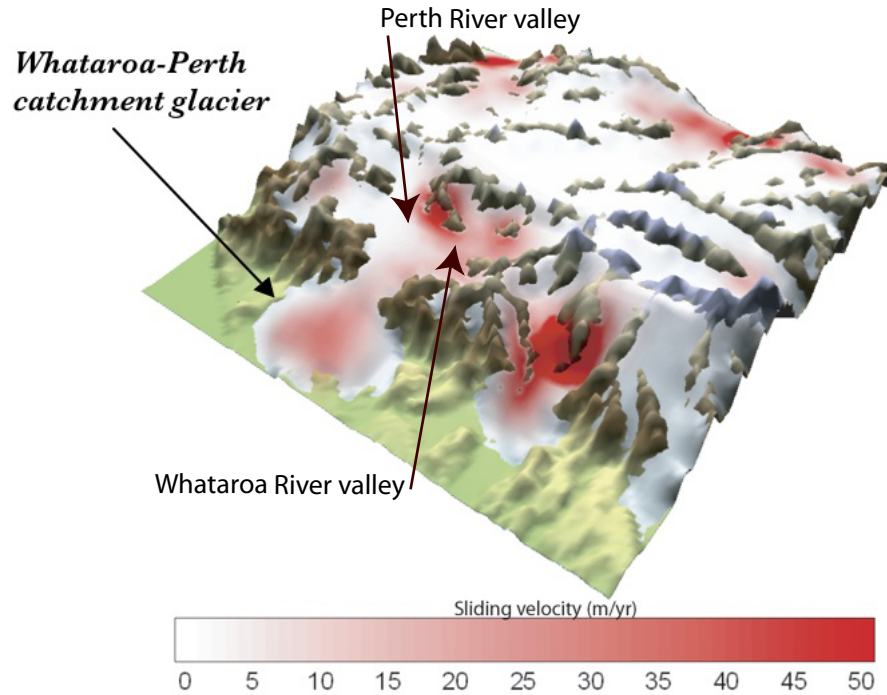 Perth River valley
Whataroa-Perth
catchment glacier
Whataroa River valley
Sliding velocity (m/yr)
0 5 10 15 20 25 30 35 40 45 50